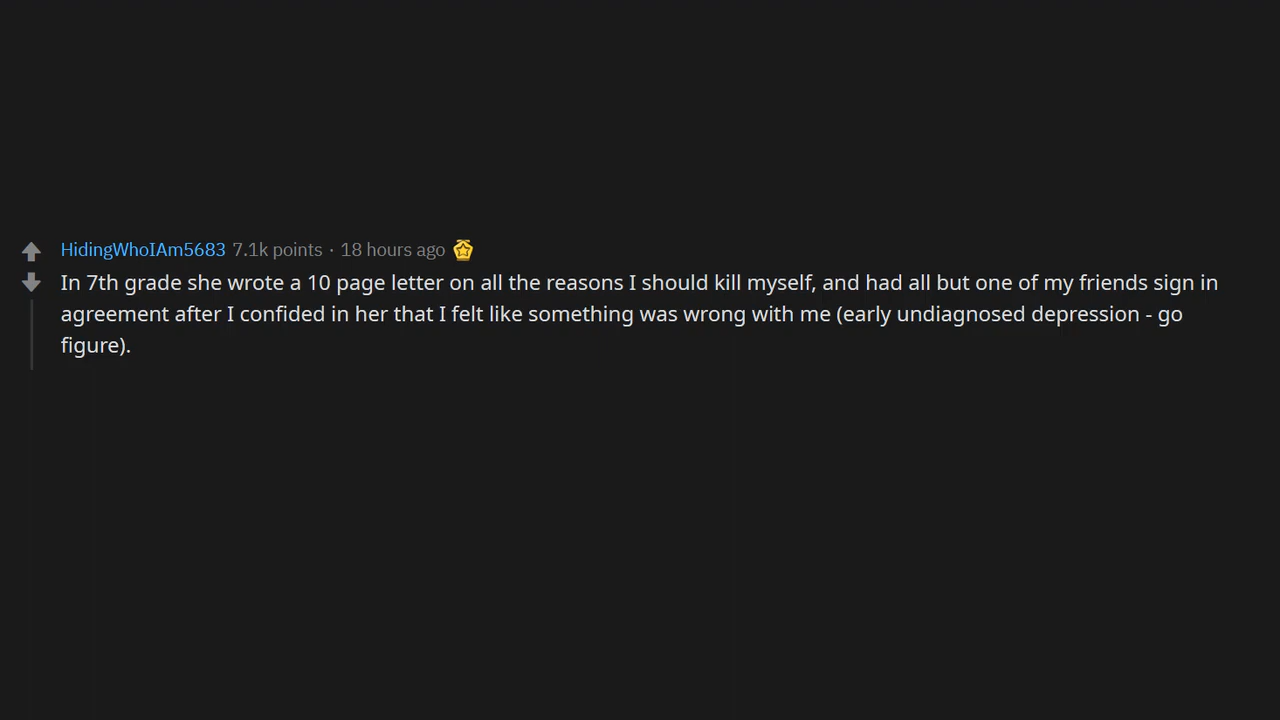 HidingWhoIAm5683 7.1k points · 18 hours ago
In 7th grade she wrote a 10 page letter on all the reasons I should kill myself, and had all but one of my friends sign in
agreement after I confided in her that I felt like something was wrong with me (early undiagnosed depression - go
figure).